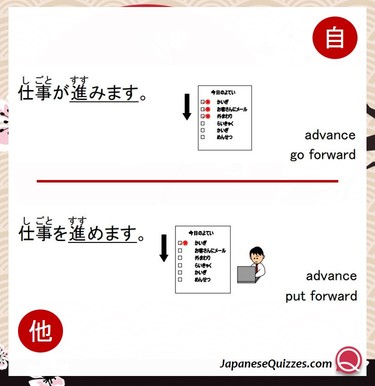 自
し ごと すす
仕事が進みます。
今日のよてい
かいぎ
お客さんにメール
外まわり
らいきゃく
かいぎ
めんせつ
advance
go forward
し ごと すす
仕事を進めます。
今日のよてい
かいぎ
お客さんにメール
外まわり
らいきゃく
かいぎ
めんせつ
advance
put forward
他
JapaneseQuizzes.com